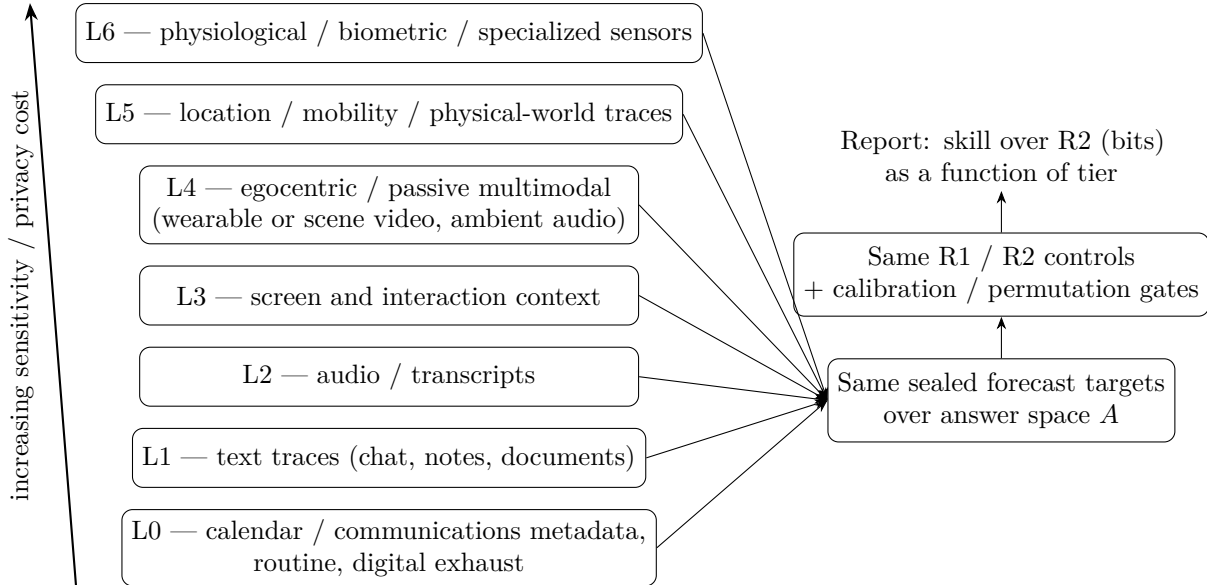 increasing sensitivity / privacy cost
L6 — physiological / biometric / specialized sensors
L5 — location / mobility / physical-world traces
L4 — egocentric / passive multimodal
(wearable or scene video, ambient audio)
L3 — screen and interaction context
L2 — audio / transcripts
L1 — text traces (chat, notes, documents)
L0 — calendar / communications metadata,
routine, digital exhaust
Report: skill over R2 (bits)
as a function of tier
Same R1 / R2 controls
+ calibration / permutation gates
Same sealed forecast targets
over answer space A